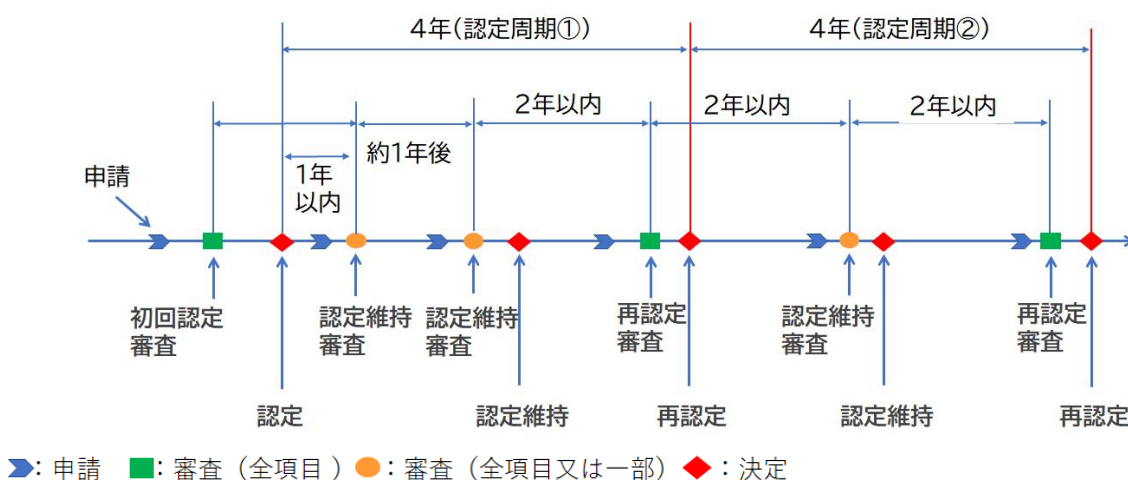 4年(認定周期①)
4年(認定周期②)
2年以内
2年以内
2年以内
約1年後
1年
以内
申請
初回認定
審査
認定維持
審査
認定維持
審査
再認定
審査
認定維持
審査
再認定
審査
認定
認定維持
再認定
認定維持
再認定
：申請 ：審査（全項目）：審査（全項目又は一部）：決定